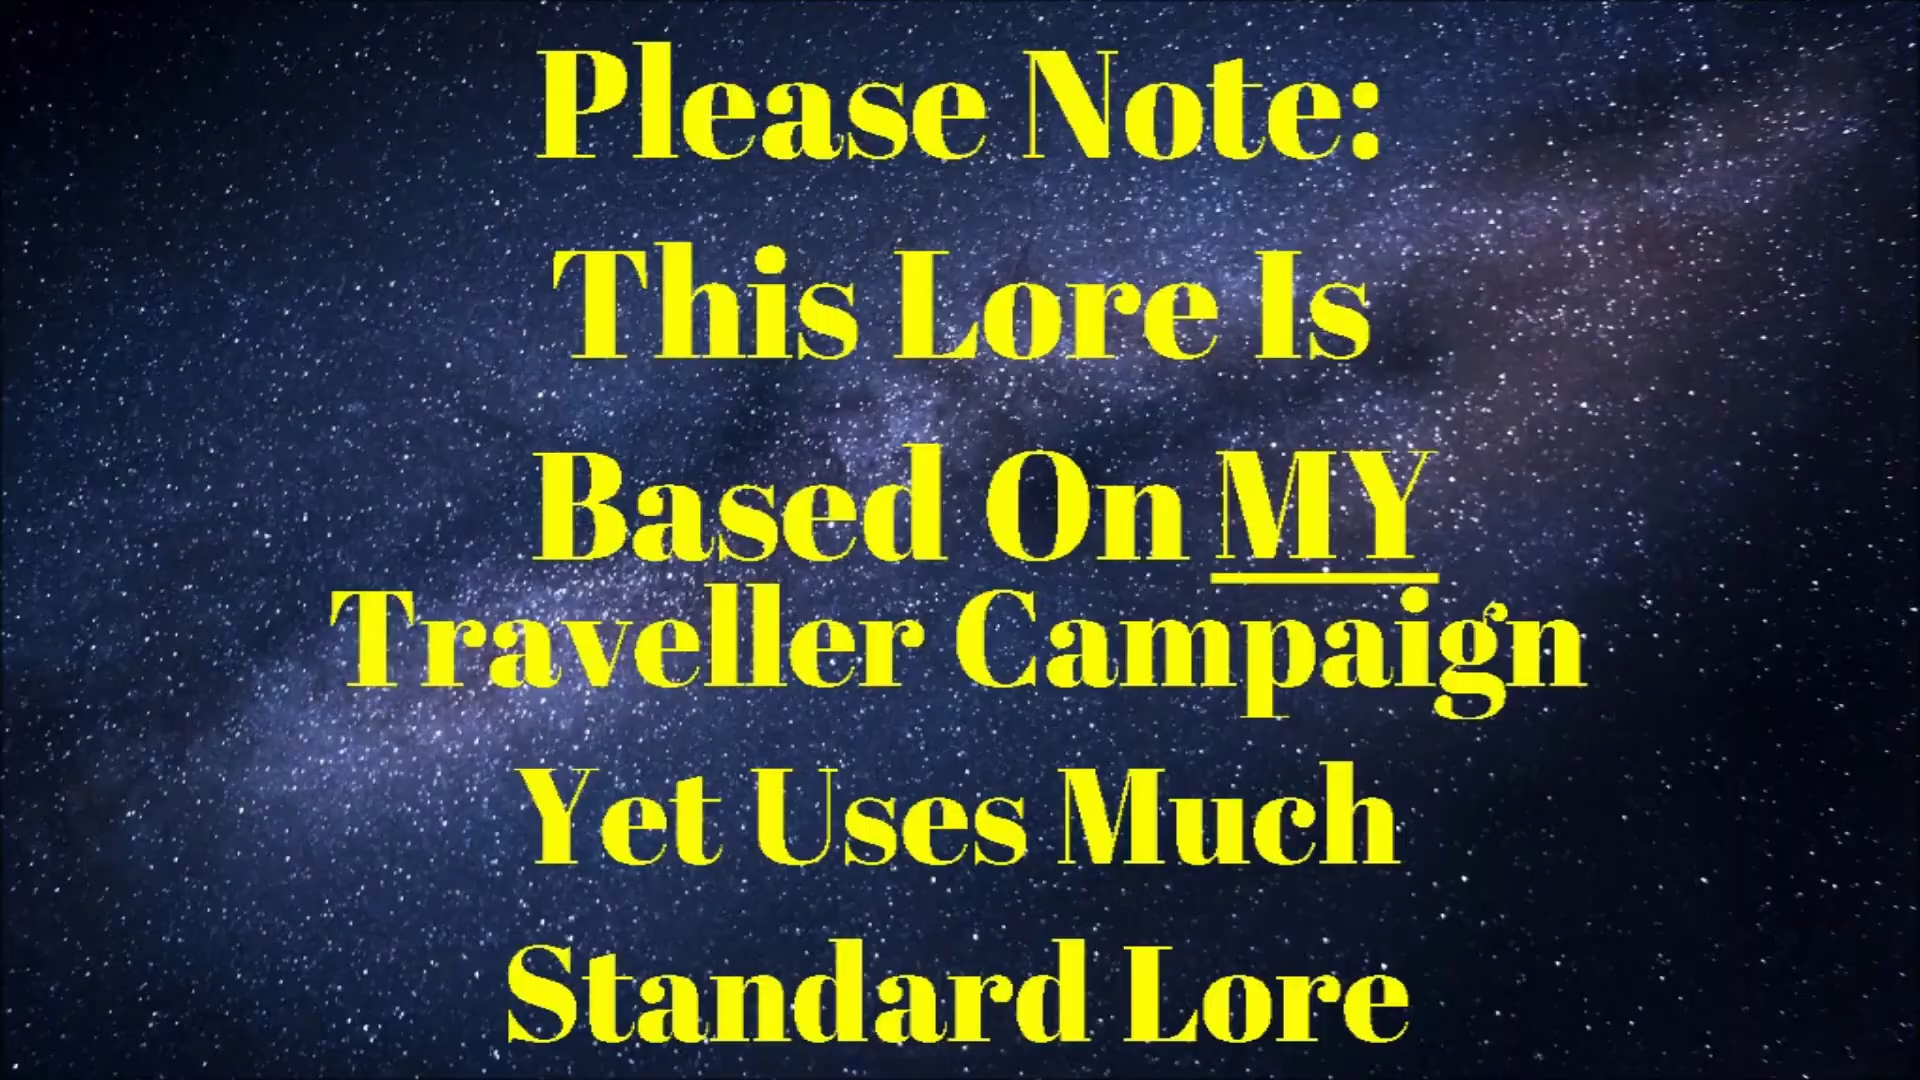 Please Note:
This Lore Is
Based On MY
Traveller Campaign
Yet Uses Much
Standard Lore